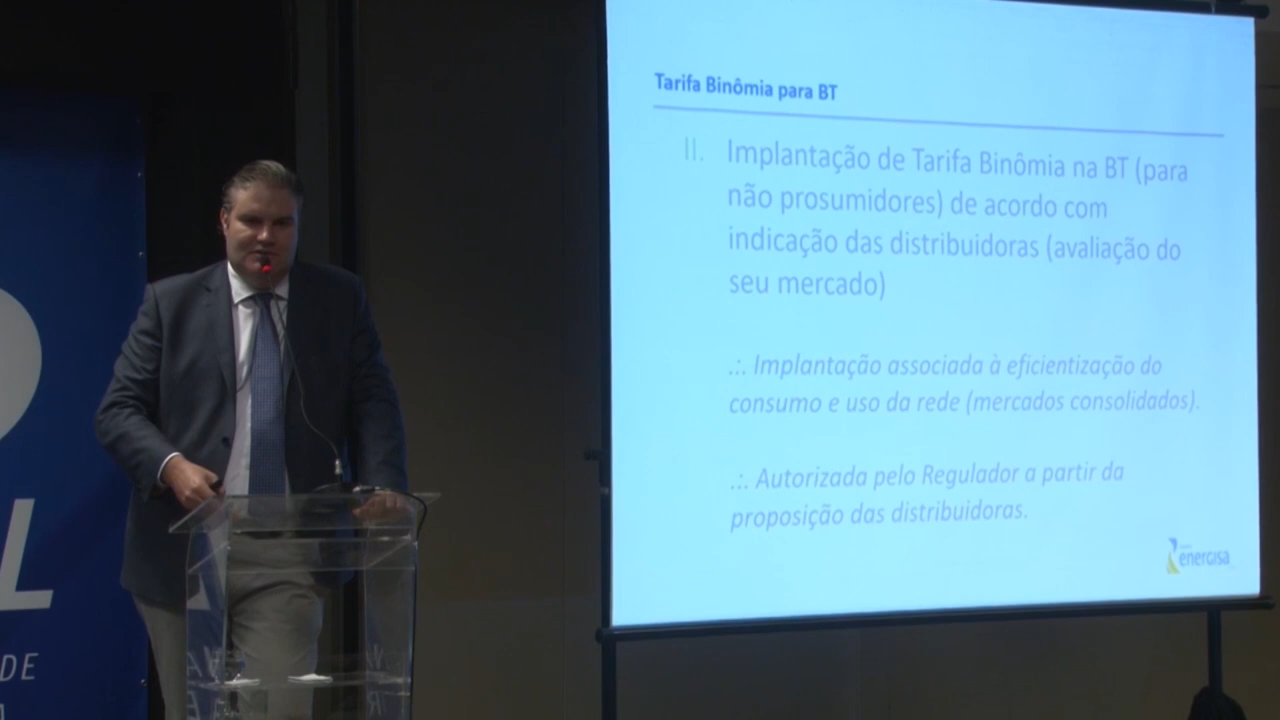 Tarifa Binômia para BT
II. Implantação de Tarifa Binômia na BT (para
não prosumidores) de acordo com
indicação das distribuidoras (avaliação do
seu mercado)
.:. Implantação associada à eficientização do
consumo e uso da rede (mercados consolidados).
.:. Autorizada pelo Regulador a partir da
proposição das distribuidoras.
energisa
L
DE
A